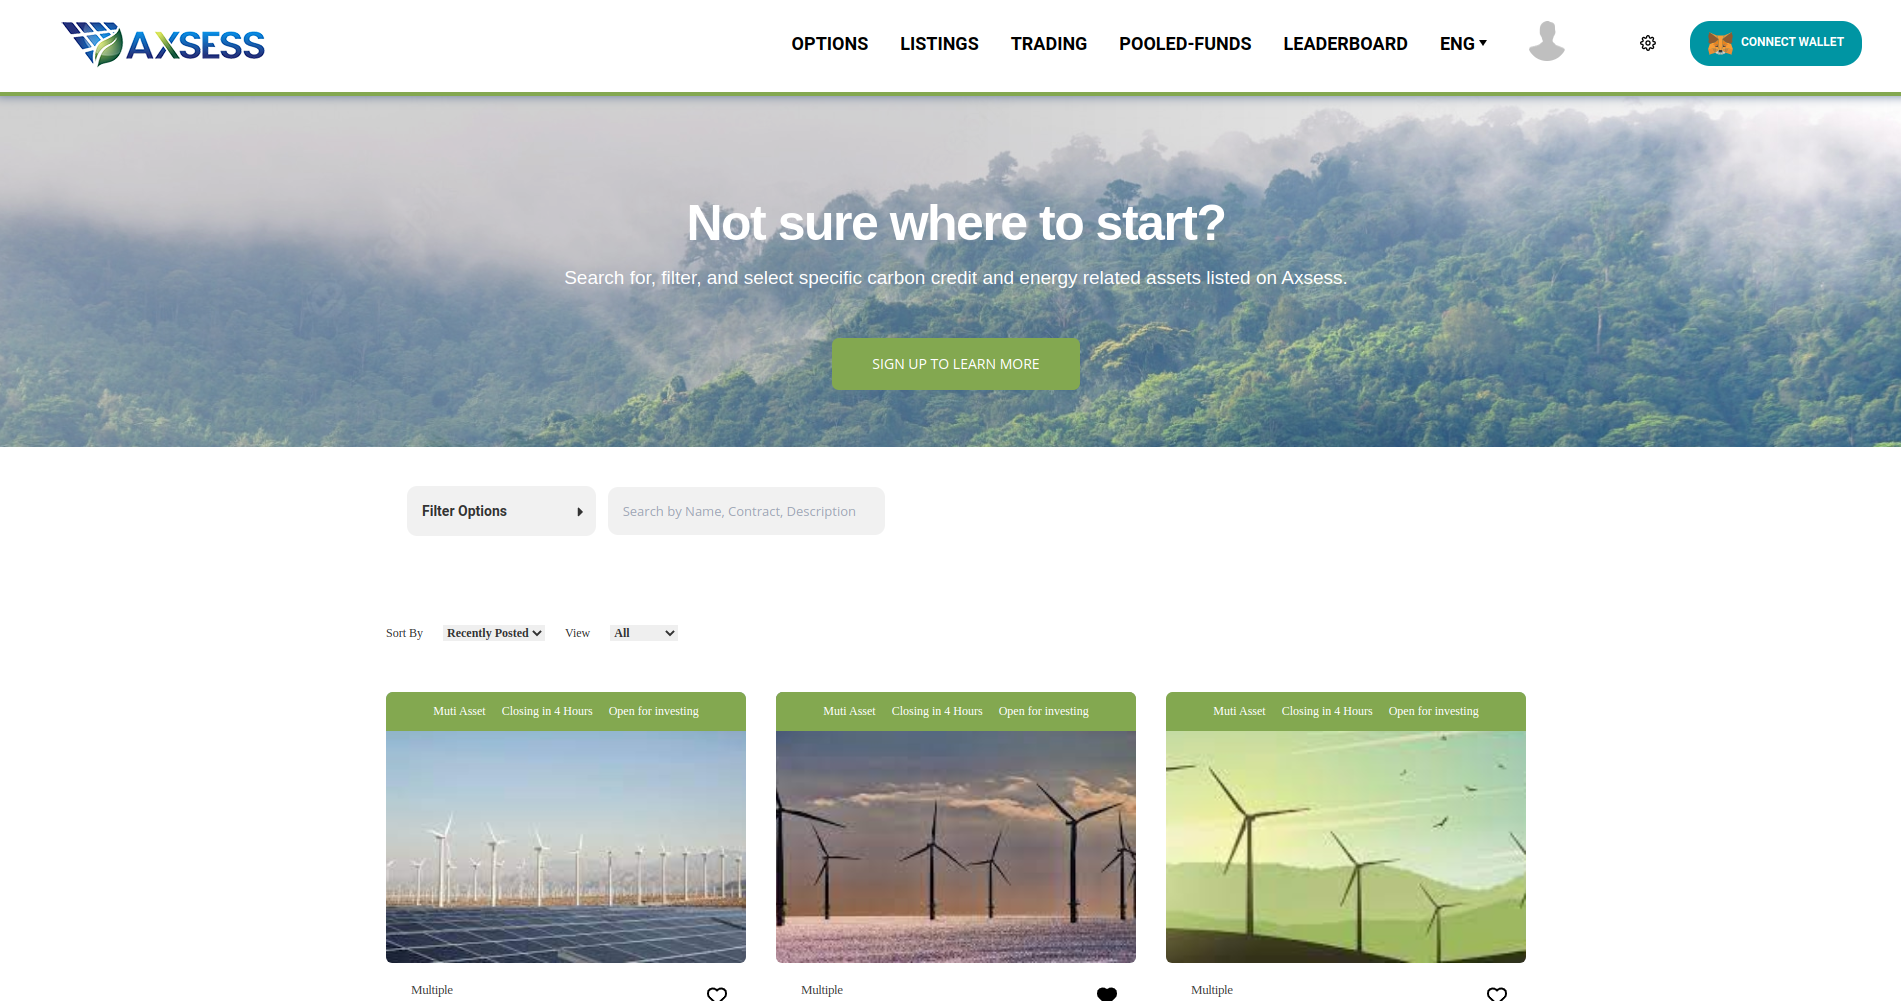 AXSESS
OPTIONS LISTINGS TRADING POOLED-FUNDS LEADERBOARD ENG CONNECT WALLET
Not sure where to start?
Search for, filter, and select specific carbon credit and energy related assets listed on Axsess.
SIGN UP TO LEARN MORE
Filter Options Search by Name, Contract, Description
Sort By Recently Posted View All
Muti Asset Closing in 4 Hours Open for investing
Muti Asset Closing in 4 Hours Open for investing
Muti Asset Closing in 4 Hours Open for investing
Multiple
Multiple
Multiple